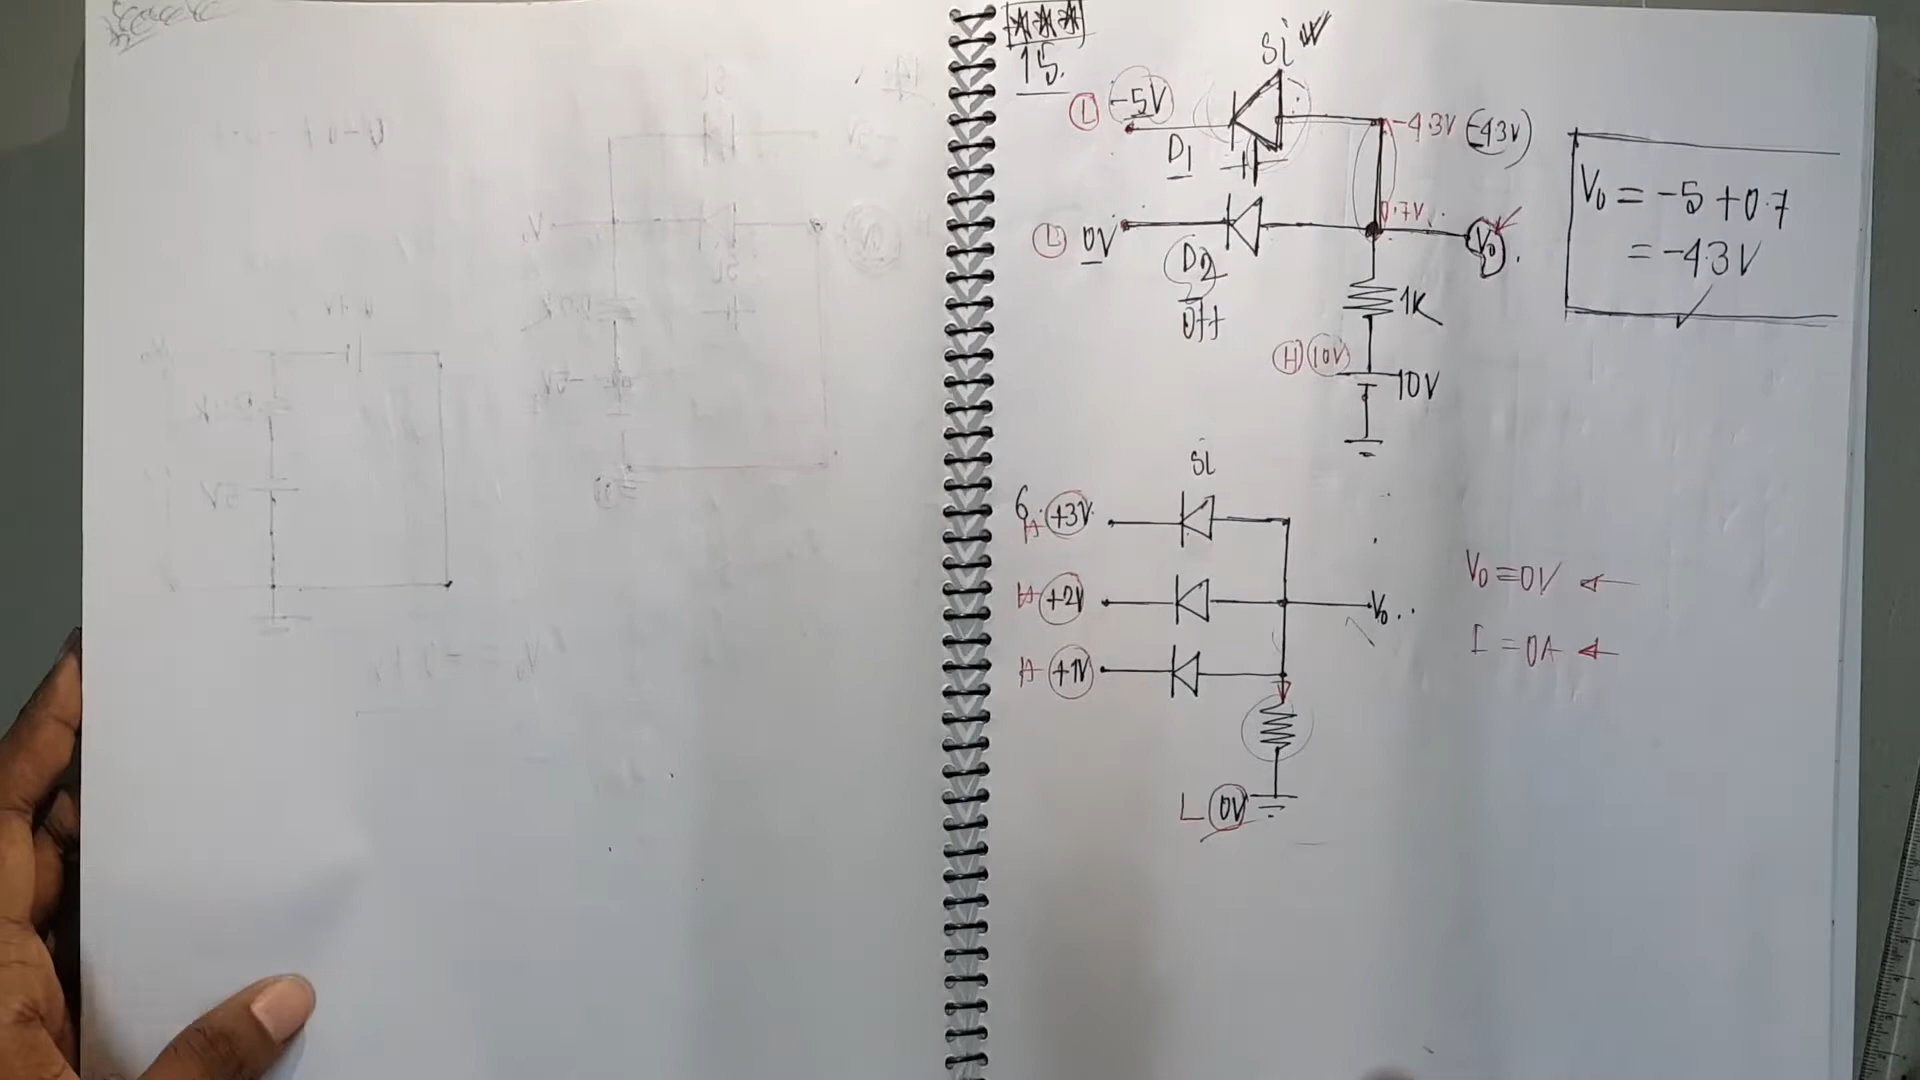 15.
Si
L -5V
-4.3V (-4.3V)
D1
0.7V
L 0V
V0
D2
Off
1K
H 10V
10V
V0 = -5 + 0.7
= -4.3V
Si
6.
H +3V
H +2V
V0
H +1V
L 0V
V0 = 0V
I = 0A